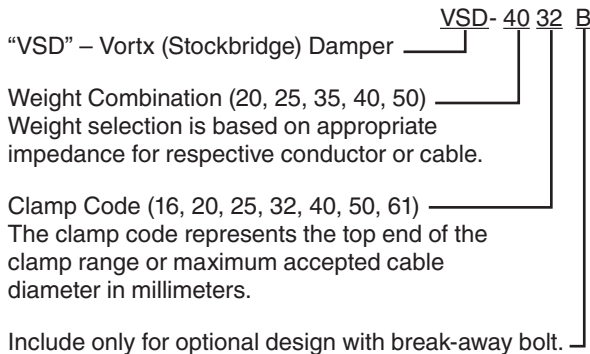 VSD- 40 32 B
“VSD” – Vortx (Stockbridge) Damper
Weight Combination (20, 25, 35, 40, 50)
Weight selection is based on appropriate
impedance for respective conductor or cable.
Clamp Code (16, 20, 25, 32, 40, 50, 61)
The clamp code represents the top end of the
clamp range or maximum accepted cable
diameter in millimeters.
Include only for optional design with break-away bolt.